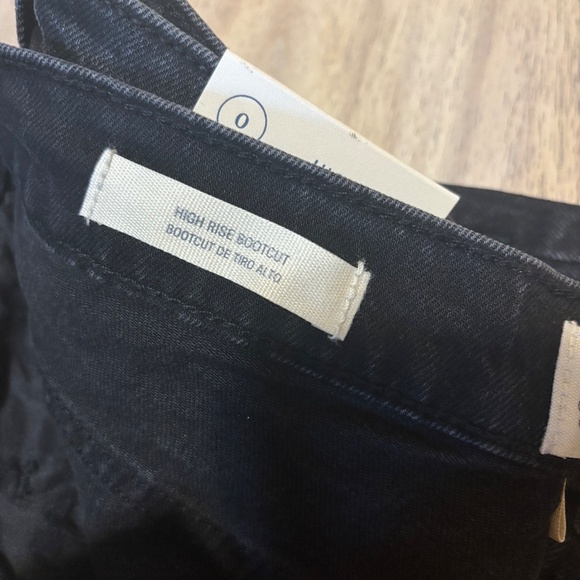 0
HIGH RISE BOOTCUT
BOOTCUT DE TIRO ALTO